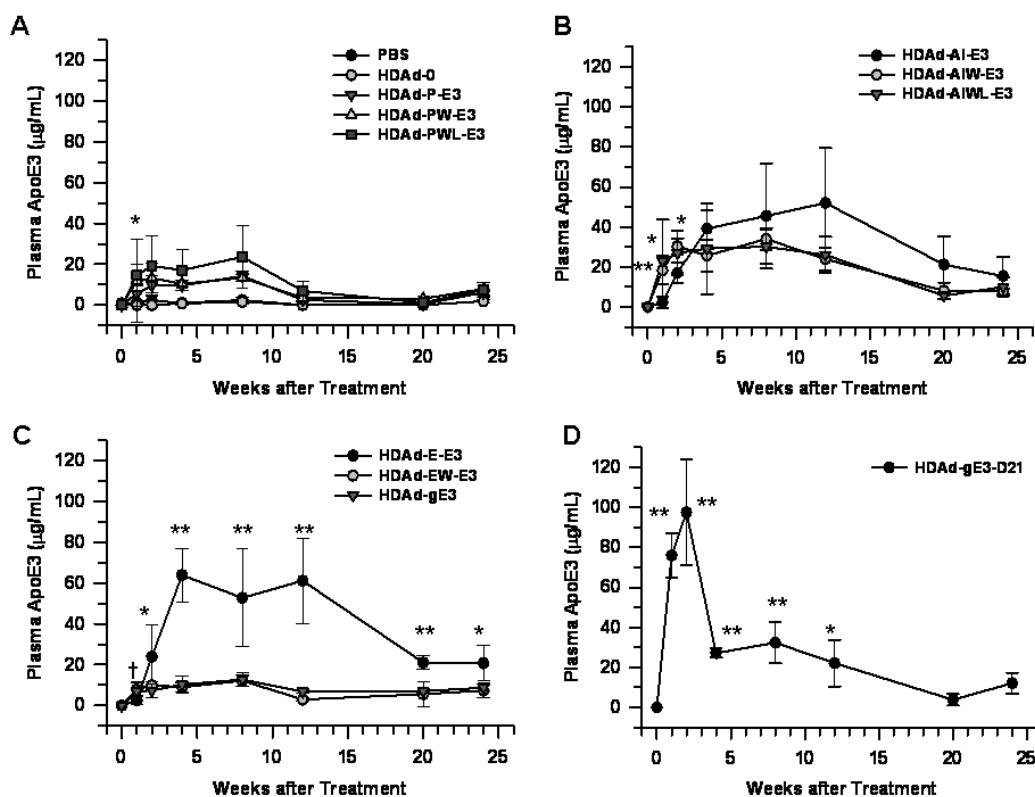 A
PBS
HDAd-0
HDAd-P-E3
HDAd-PW-E3
HDAd-PWL-E3
Plasma ApoE3 (µg/mL)
120
100
80
60
40
20
0
*
0 5 10 15 20 25
Weeks after Treatment
B
HDAd-AI-E3
HDAd-AIW-E3
HDAd-AIWL-E3
Plasma ApoE3 (µg/mL)
120
100
80
60
40
20
0
* *
**
0 5 10 15 20 25
Weeks after Treatment
C
HDAd-E-E3
HDAd-EW-E3
HDAd-gE3
Plasma ApoE3 (µg/mL)
120
100
80
60
40
20
0
** ** **
*
** *
†
0 5 10 15 20 25
Weeks after Treatment
D
HDAd-gE3-D21
Plasma ApoE3 (µg/mL)
120
100
80
60
40
20
0
** **
** ** *
0 5 10 15 20 25
Weeks after Treatment